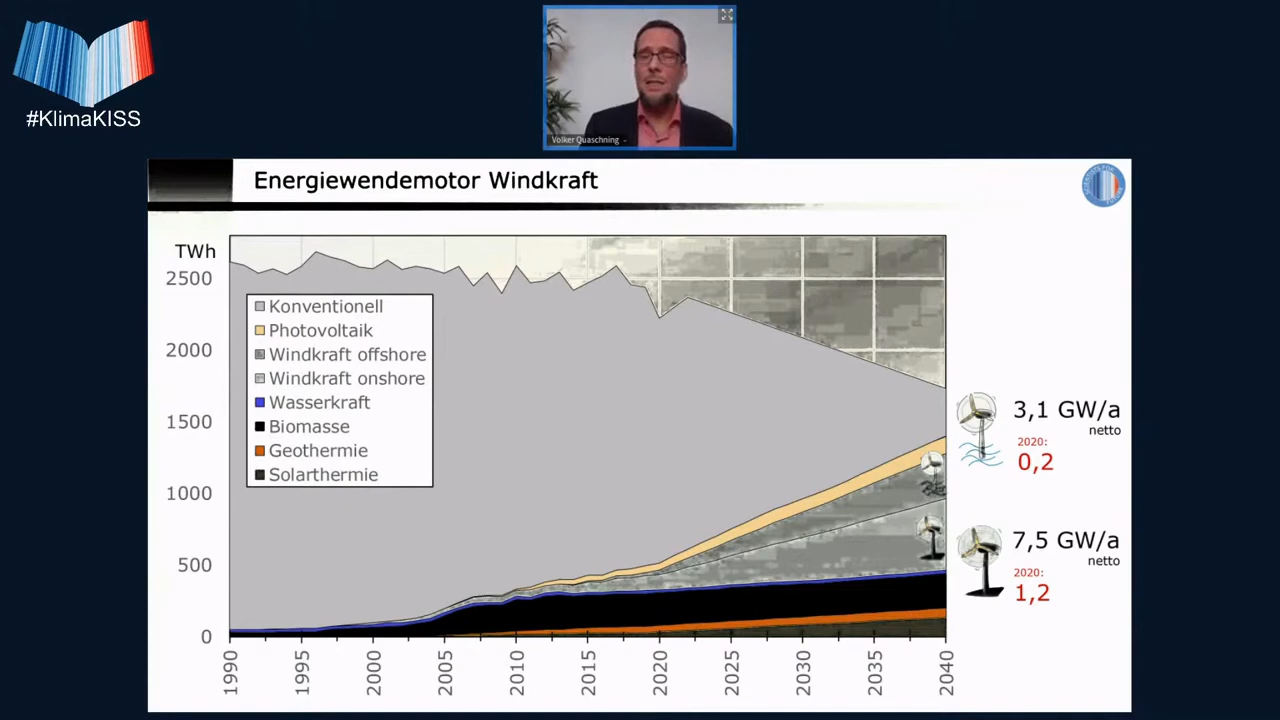 #KlimaKISS
Volker Quaschning
Energiewendemotor Windkraft
TWh
2500
2000
1500
1000
500
0
Konventionell
Photovoltaik
Windkraft offshore
Windkraft onshore
Wasserkraft
Biomasse
Geothermie
Solarthermie
1990
1995
2000
2005
2010
2015
2020
2025
2030
2035
2040
3,1 GW/a
netto
2020:
0,2
7,5 GW/a
netto
2020:
1,2